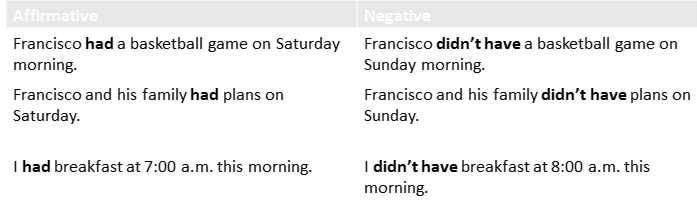 Affirmative
Negative
Francisco had a basketball game on Saturday
morning.
Francisco didn't have a basketball game on
Sunday morning.
Francisco and his family had plans on
Saturday.
Francisco and his family didn't have plans on
Sunday.
I had breakfast at 7:00 a.m. this morning.
I didn't have breakfast at 8:00 a.m. this
morning.